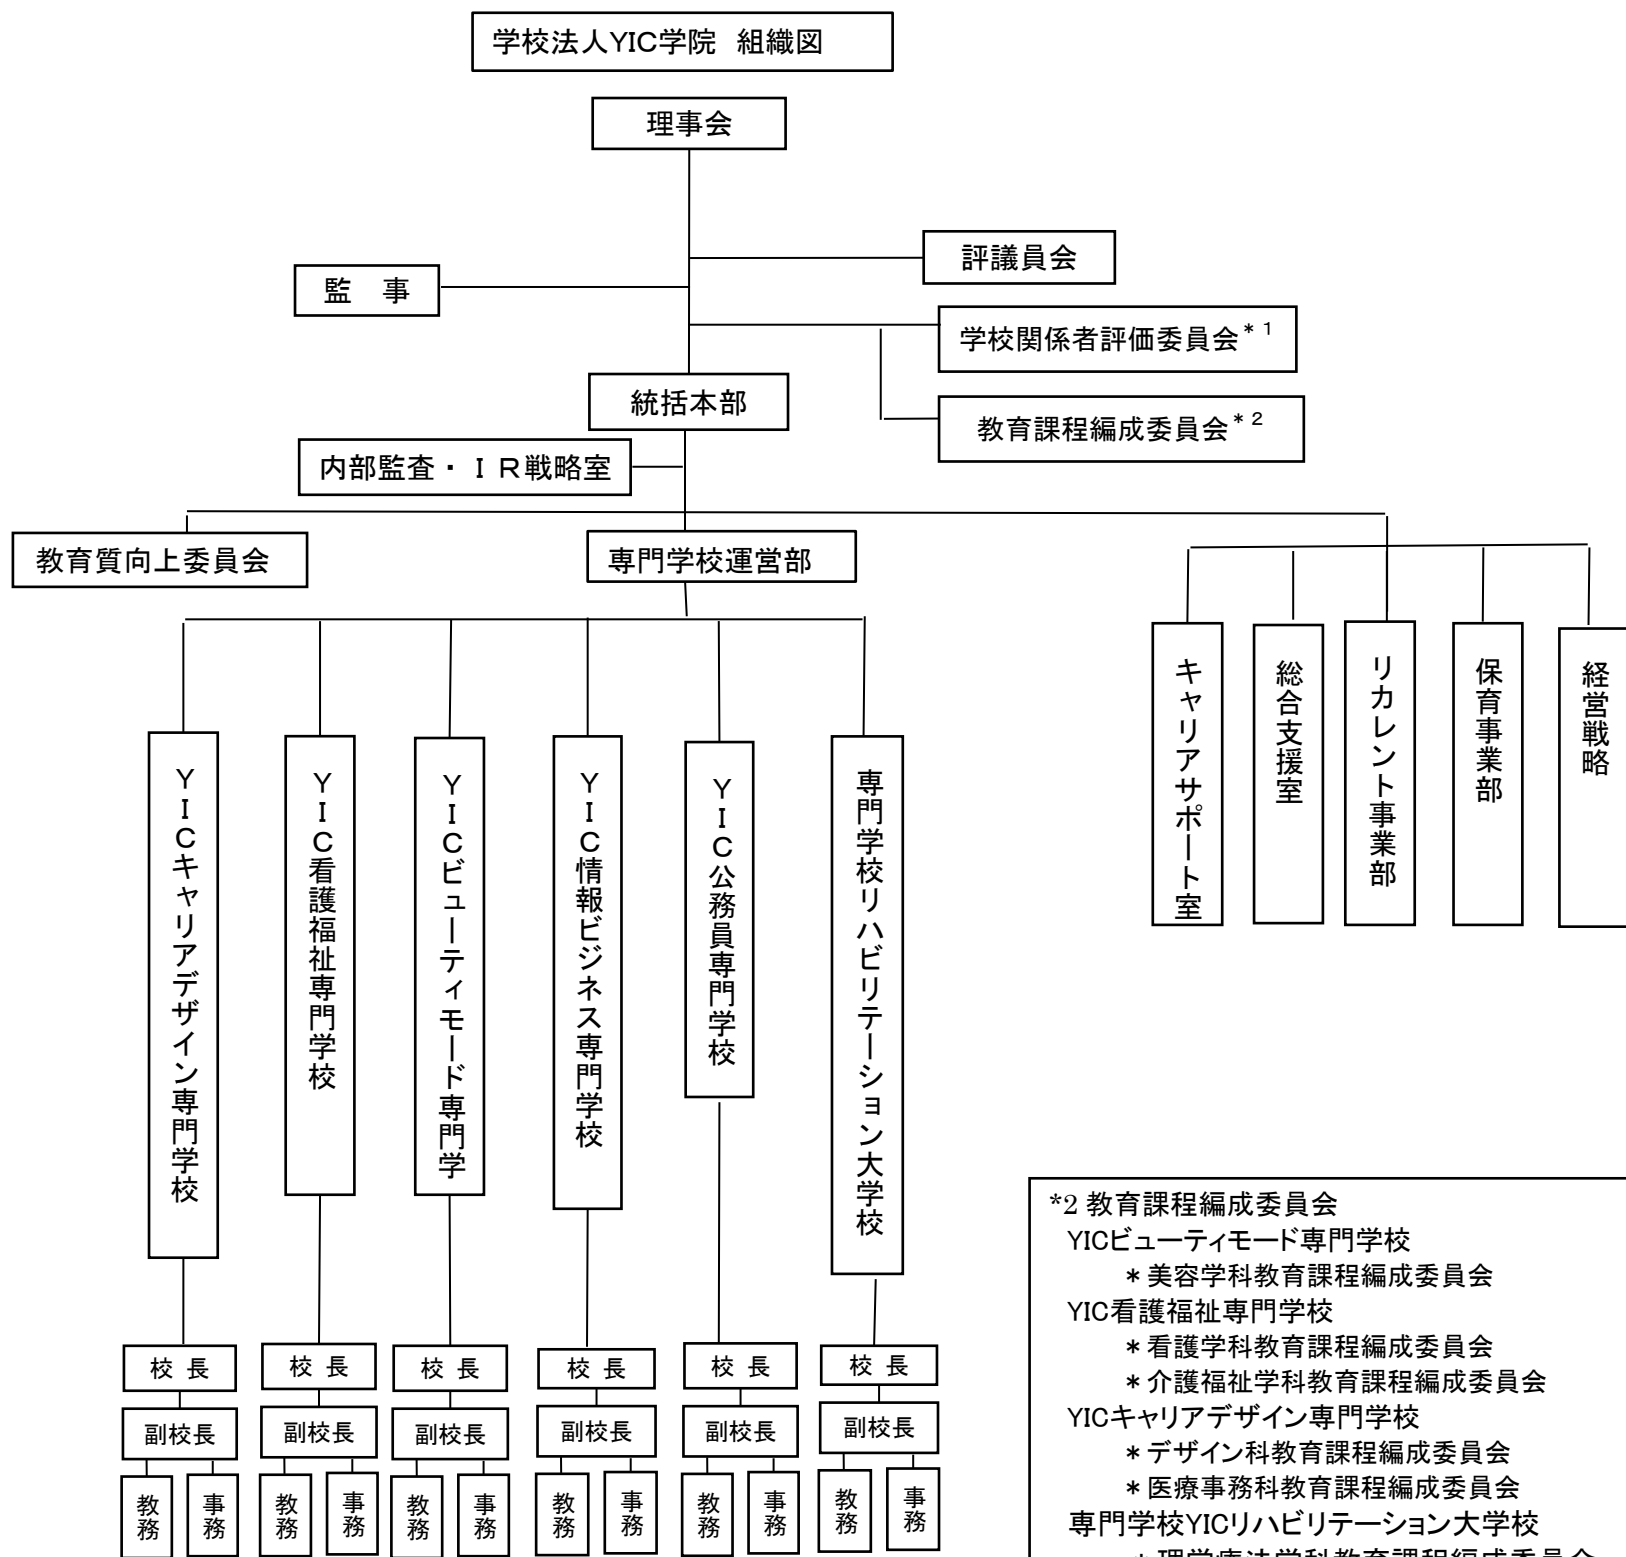 学校法人YIC学院 組織図
理事会
評議員会
監 事
学校関係者評価委員会*1
統括本部
教育課程編成委員会*2
内部監査・IR戦略室
教育質向上委員会
専門学校運営部
キャリアサポート室
総合支援室
リカレント事業部
保育事業部
経営戦略
YICキャリアデザイン専門学校
YIC看護福祉専門学校
YICビューティモード専門学
YIC情報ビジネス専門学校
YIC公務員専門学校
専門学校リハビリテーション大学校
校 長
校 長
校 長
校 長
校 長
校 長
副校長
副校長
副校長
副校長
副校長
副校長
教務
事務
教務
事務
教務
事務
教務
事務
教務
事務
教務
事務
*2 教育課程編成委員会
YICビューティモード専門学校
*美容学科教育課程編成委員会
YIC看護福祉専門学校
*看護学科教育課程編成委員会
*介護福祉学科教育課程編成委員会
YICキャリアデザイン専門学校
*デザイン科教育課程編成委員会
*医療事務科教育課程編成委員会
専門学校YICリハビリテーション大学校
*理学療法学科教育課程編成委員会